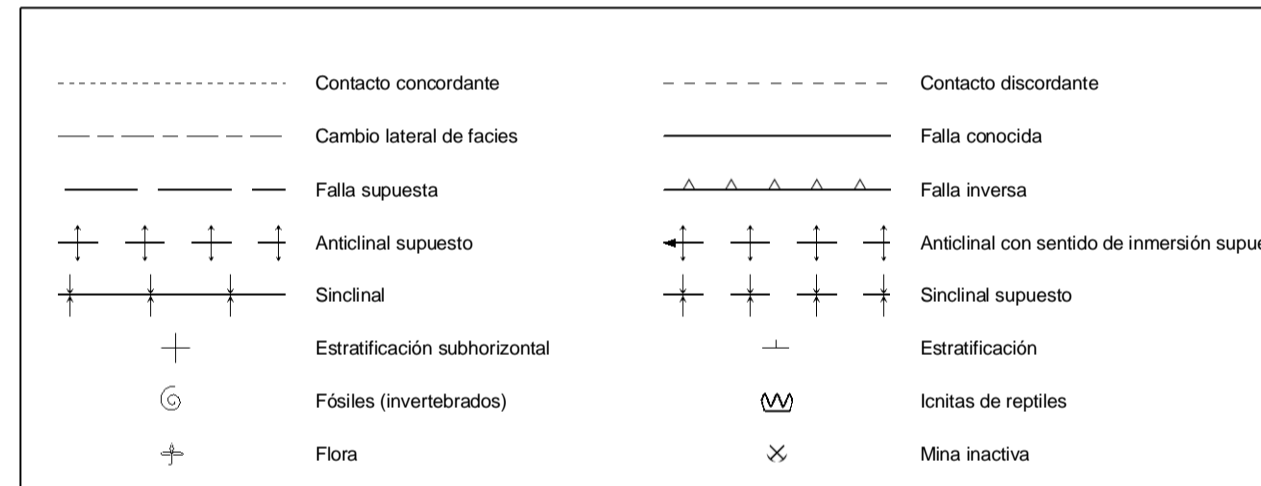 Contacto concordante
Contacto discordante
Cambio lateral de facies
Falla conocida
Falla supuesta
Falla inversa
Anticlinal supuesto
Anticlinal con sentido de inmersión
Sinclinal
Sinclinal supuesto
Estratificación subhorizontal
Estratificación
Fósiles (invertebrados)
Icnitas de reptiles
Flora
Mina inactiva